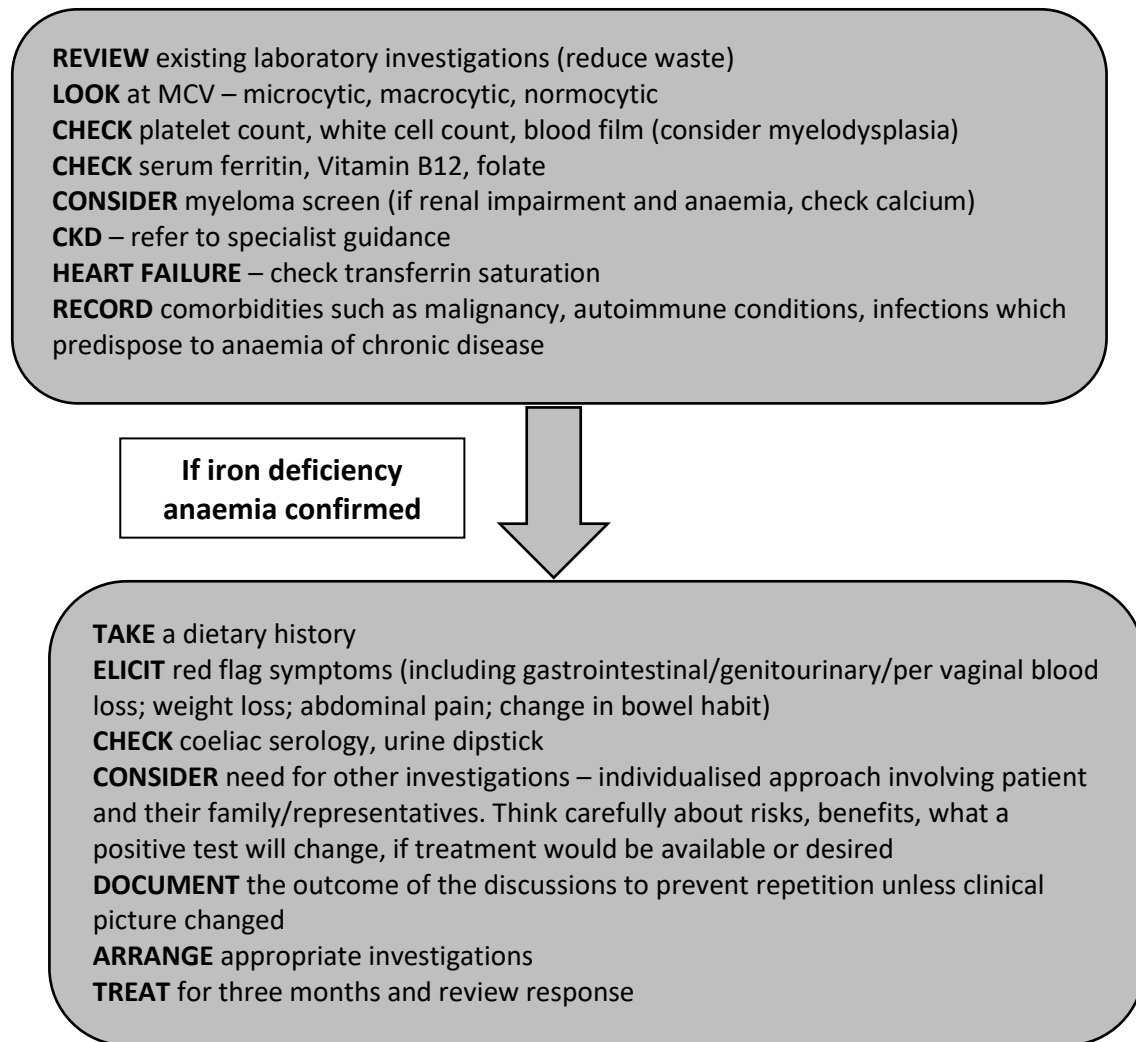 REVIEW existing laboratory investigations (reduce waste)
LOOK at MCV – microcytic, macrocytic, normocytic
CHECK platelet count, white cell count, blood film (consider myelodysplasia)
CHECK serum ferritin, Vitamin B12, folate
CONSIDER myeloma screen (if renal impairment and anaemia, check calcium)
CKD – refer to specialist guidance
HEART FAILURE – check transferrin saturation
RECORD comorbidities such as malignancy, autoimmune conditions, infections which
predispose to anaemia of chronic disease
If iron deficiency
anaemia confirmed
TAKE a dietary history
ELICIT red flag symptoms (including gastrointestinal/genitourinary/per vaginal blood
loss; weight loss; abdominal pain; change in bowel habit)
CHECK coeliac serology, urine dipstick
CONSIDER need for other investigations – individualised approach involving patient
and their family/representatives. Think carefully about risks, benefits, what a
positive test will change, if treatment would be available or desired
DOCUMENT the outcome of the discussions to prevent repetition unless clinical
picture changed
ARRANGE appropriate investigations
TREAT for three months and review response